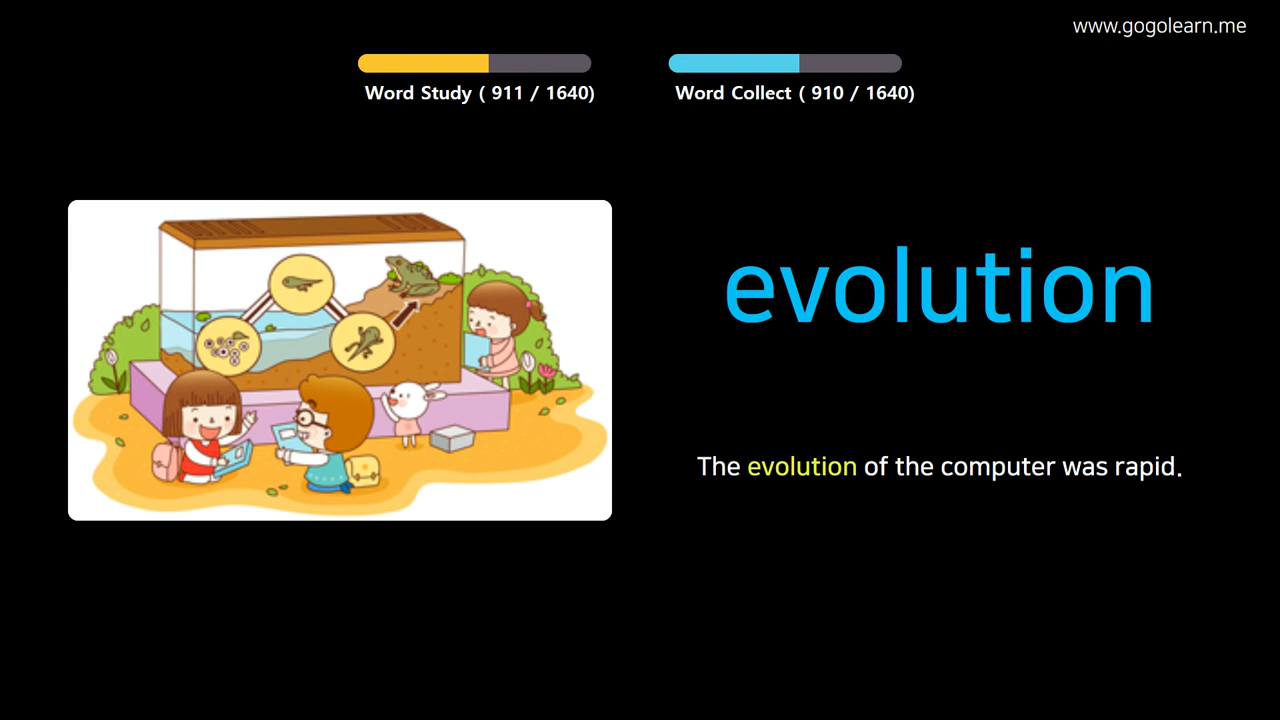 www.gogolearn.me
Word Study ( 911 / 1640)
Word Collect ( 910 / 1640)
evolution
The evolution of the computer was rapid.